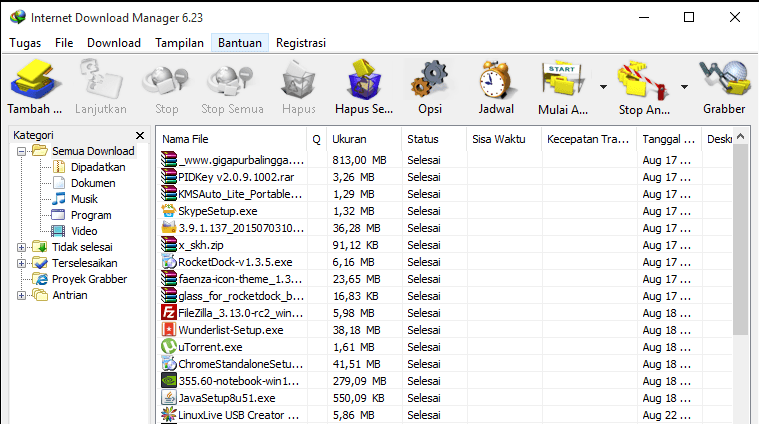 Internet Download Manager 6.23
Tugas File Download Tampilan Bantuan Registrasi
START
Tambah ... Lanjutkan Stop Stop Semua Hapus Hapus Se... Opsi Jadwal Mulai A... Stop An... Grabber
Kategori
Semua Download
Dipadatkan
Dokumen
Musik
Program
Video
Tidak selesai
Terselesaikan
Proyek Grabber
Antrian
Nama File Q Ukuran Status Sisa Waktu Kecepatan Tra... Tanggal ... Desk
_www.gigapurbalingga.... 813,00 MB Selesai Aug 17 ...
PIDKey v2.0.9.1002.rar 3,26 MB Selesai Aug 17 ...
KMSAuto_Lite_Portable... 1,29 MB Selesai Aug 17 ...
SkypeSetup.exe 1,32 MB Selesai Aug 17 ...
3.9.1.137_2015070310... 36,28 MB Selesai Aug 17 ...
x_skh.zip 91,12 KB Selesai Aug 17 ...
RocketDock-v1.3.5.exe 6,16 MB Selesai Aug 17 ...
faenza-icon-theme_1.3... 23,65 MB Selesai Aug 17 ...
glass_for_rocketdock_b... 16,83 KB Selesai Aug 17 ...
FileZilla_3.13.0-rc2_win... 5,98 MB Selesai Aug 18 ...
Wunderlist-Setup.exe 38,18 MB Selesai Aug 18 ...
uTorrent.exe 1,61 MB Selesai Aug 18 ...
ChromeStandaloneSetu... 41,51 MB Selesai Aug 18 ...
355.60-notebook-win1... 279,09 MB Selesai Aug 18 ...
JavaSetup8u51.exe 550,09 KB Selesai Aug 18 ...
LinuxLive USB Creator ... 5,86 MB Selesai Aug 22 ...